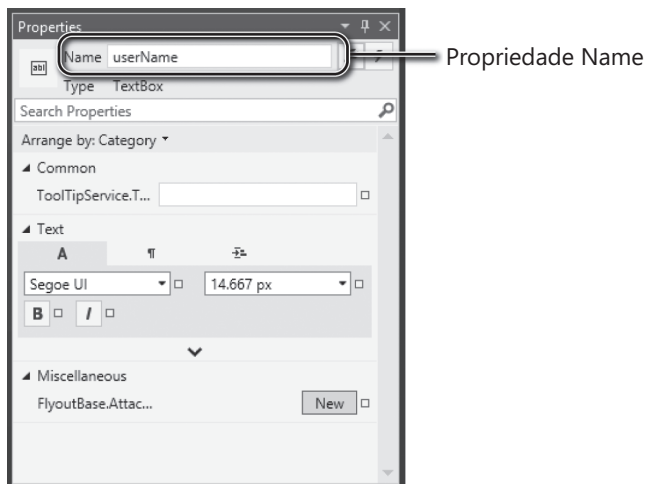 Properties
Name userName
Propriedade Name
abl
Type TextBox
Search Properties
Arrange by: Category
Common
ToolTipService.T...
Text
A ¶
Segoe UI 14.667 px
B I
Miscellaneous
FlyoutBase.Attac... New